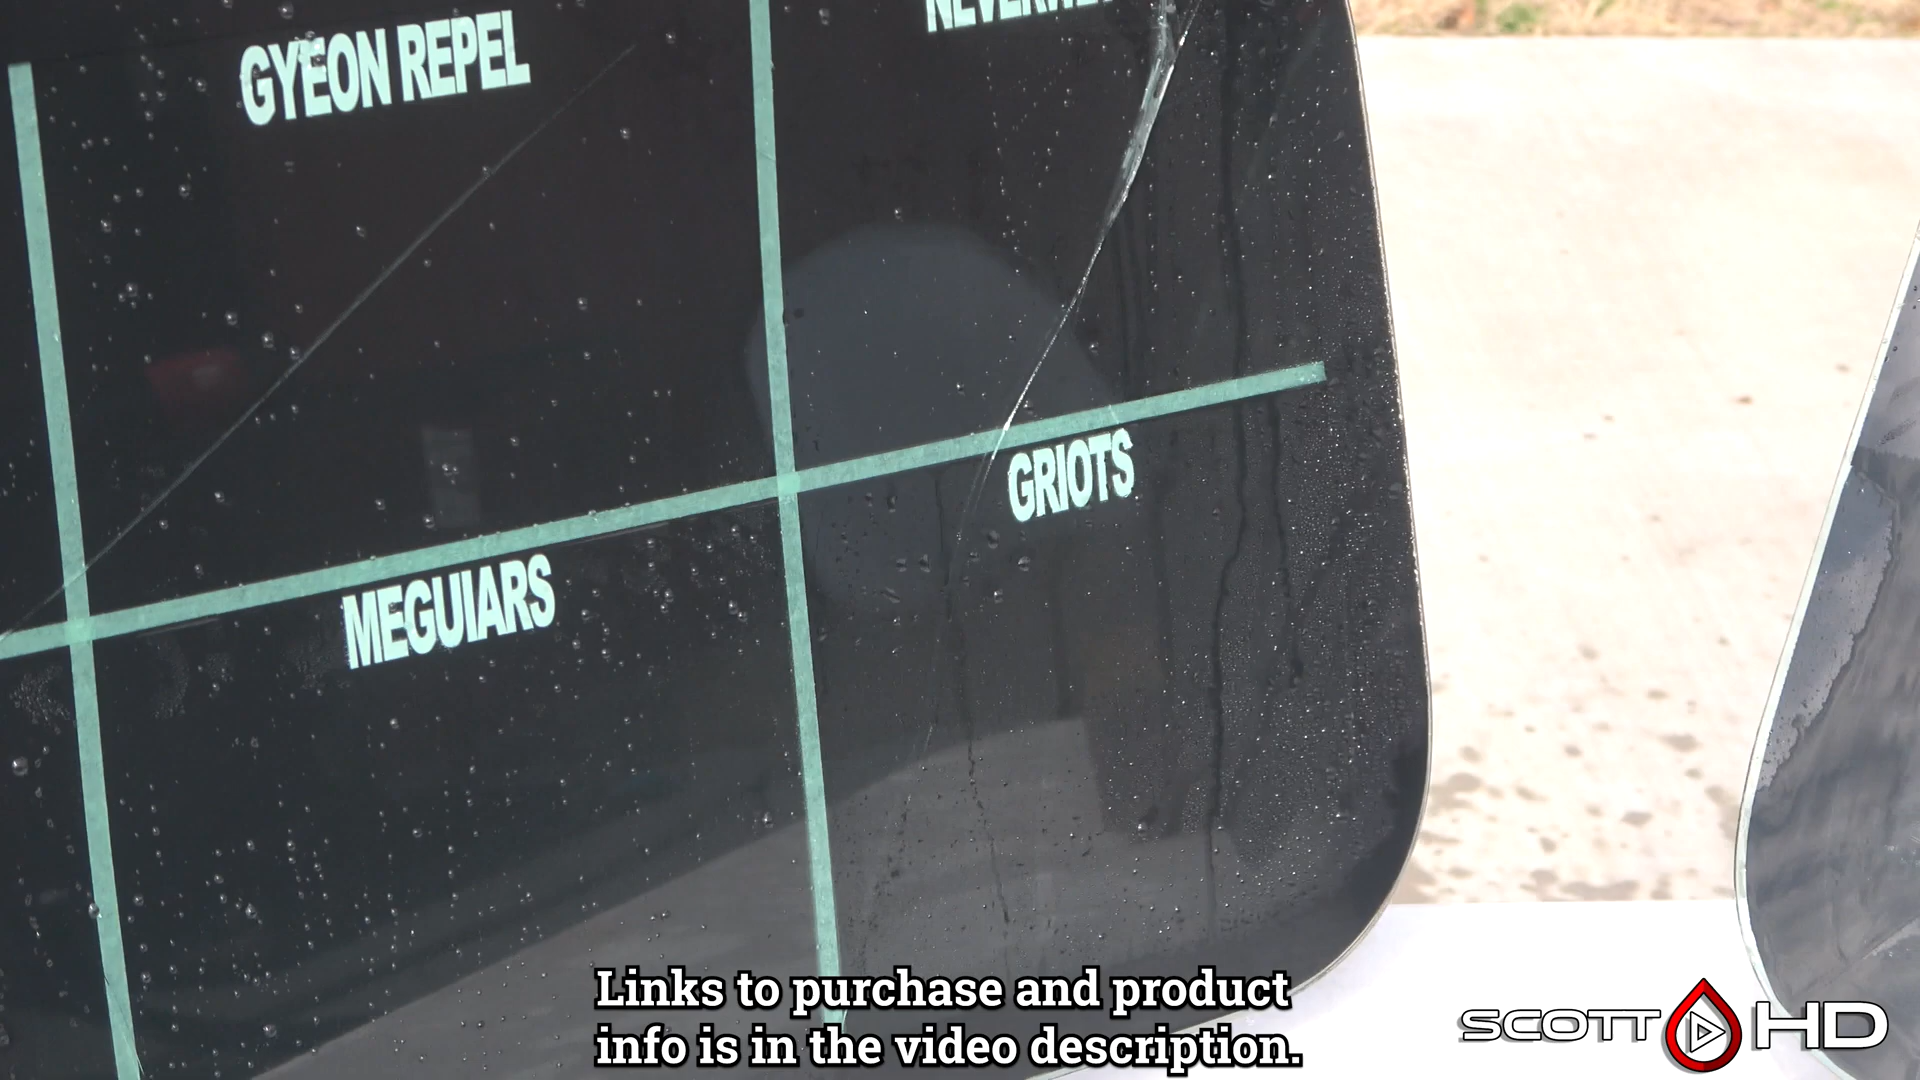 GYEON REPEL
GRIOTS
MEGUIARS
Links to purchase and product
info is in the video description.
SCOTT HD